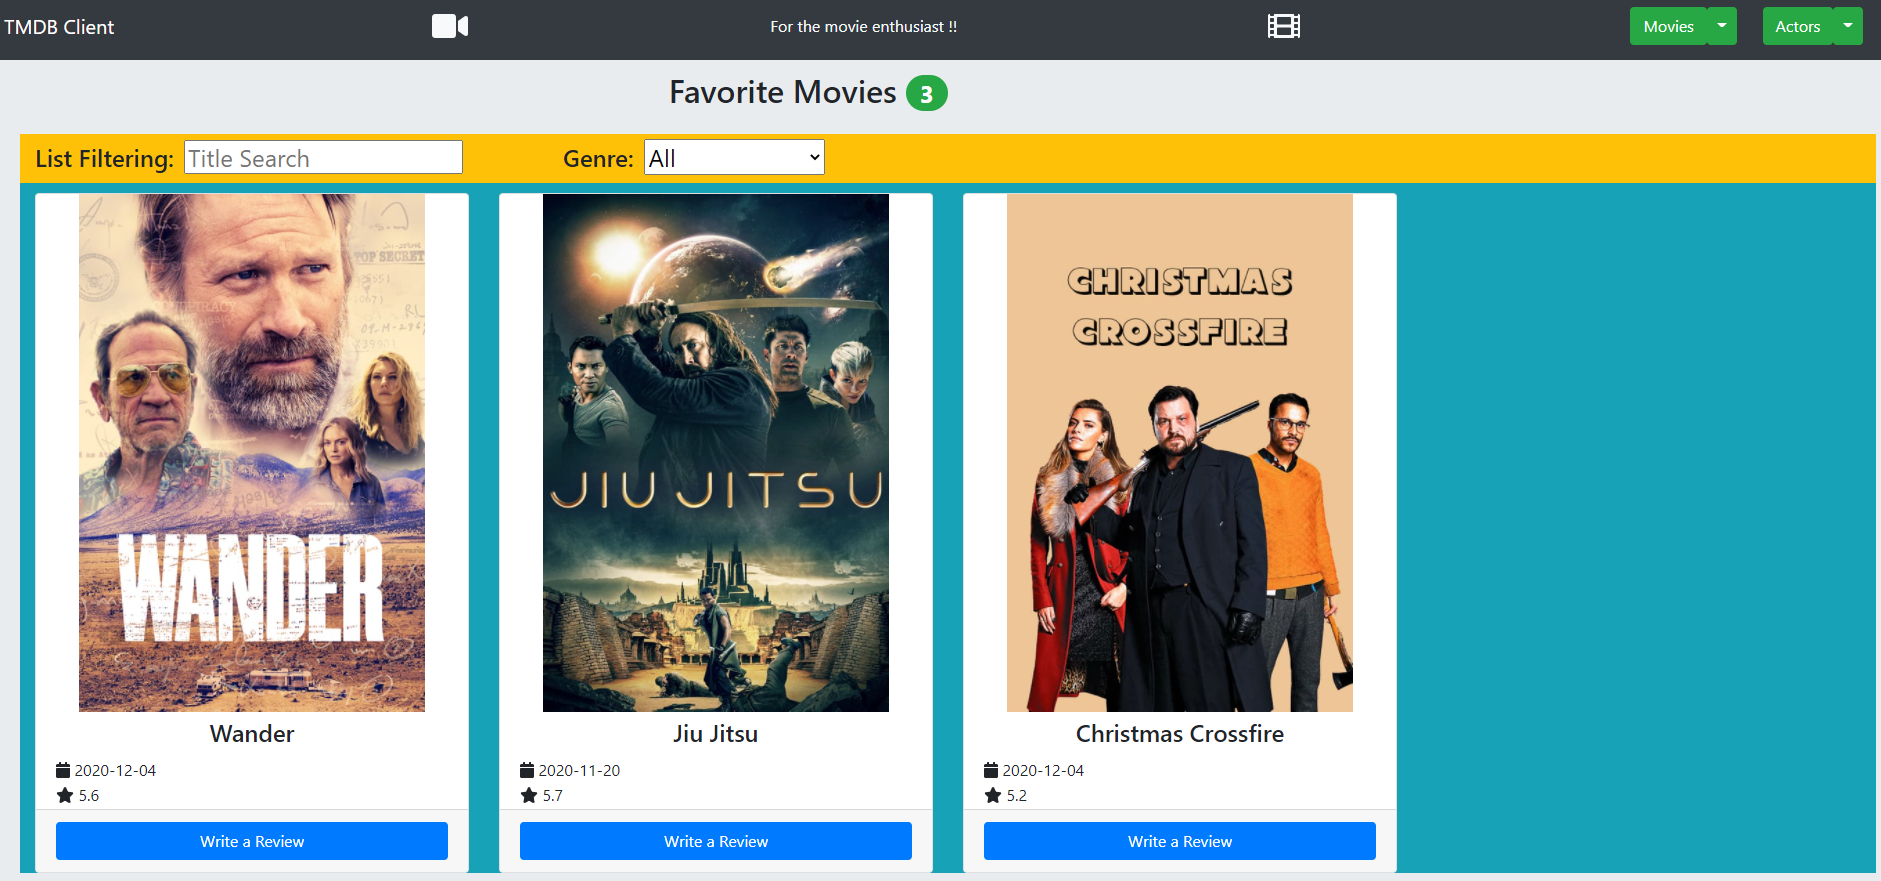 TMDB Client
For the movie enthusiast !!
Movies
Actors
Favorite Movies 3
List Filtering: Title Search
Genre: All
TOP SECRET
WANDER
JIU JITSU
CHRISTMAS
CROSSFIRE
Wander
2020-12-04
5.6
Write a Review
Jiu Jitsu
2020-11-20
5.7
Write a Review
Christmas Crossfire
2020-12-04
5.2
Write a Review